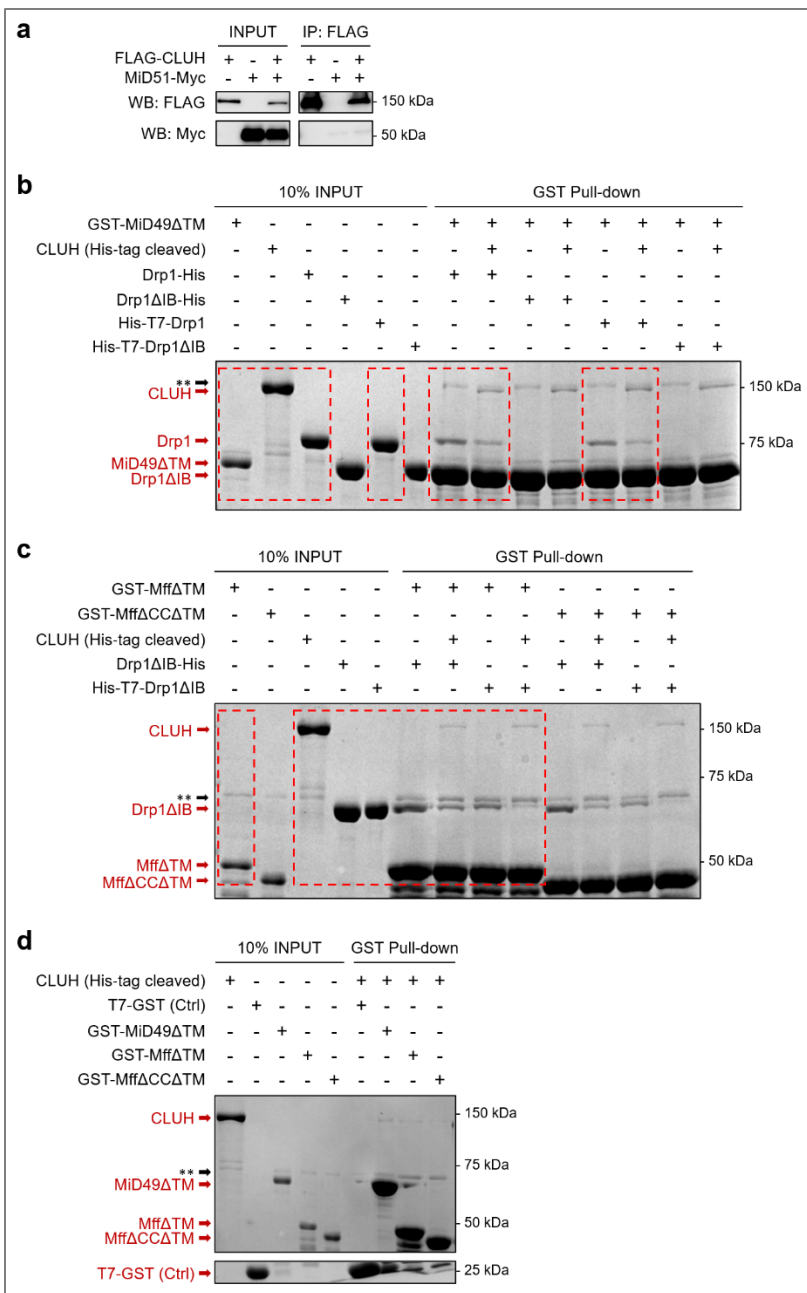 a
INPUT IP: FLAG
FLAG-CLUH + - + + - +
MiD51-Myc - + + - + +
WB: FLAG - 150 kDa
WB: Myc - 50 kDa
b
10% INPUT GST Pull-down
GST-MiD49ΔTM + - - - - - + + + + + + + +
CLUH (His-tag cleaved) - + - - - - - + - + - + - +
Drp1-His - - + - - - + + - - - - - -
Drp1ΔIB-His - - - + - - - - + + - - - -
His-T7-Drp1 - - - - + - - - - - + + - -
His-T7-Drp1ΔIB - - - - - + - - - - - - + +
** - 150 kDa
CLUH
Drp1 - 75 kDa
MiD49ΔTM
Drp1ΔIB
c
10% INPUT GST Pull-down
GST-MffΔTM + - - - - + + + + - - - -
GST-MffΔCCΔTM - + - - - - - - - + + + +
CLUH (His-tag cleaved) - - + - - - + - + - + - +
Drp1ΔIB-His - - - + - + + - - + + - -
His-T7-Drp1ΔIB - - - - + - - + + - - + +
CLUH - 150 kDa
- 75 kDa
**
Drp1ΔIB
MffΔTM - 50 kDa
MffΔCCΔTM
d
10% INPUT GST Pull-down
CLUH (His-tag cleaved) + - - - - + + + +
T7-GST (Ctrl) - + - - - + - - -
GST-MiD49ΔTM - - + - - - + - -
GST-MffΔTM - - - + - - - + -
GST-MffΔCCΔTM - - - - + - - - +
CLUH - 150 kDa
** - 75 kDa
MiD49ΔTM
MffΔTM - 50 kDa
MffΔCCΔTM
T7-GST (Ctrl) - 25 kDa